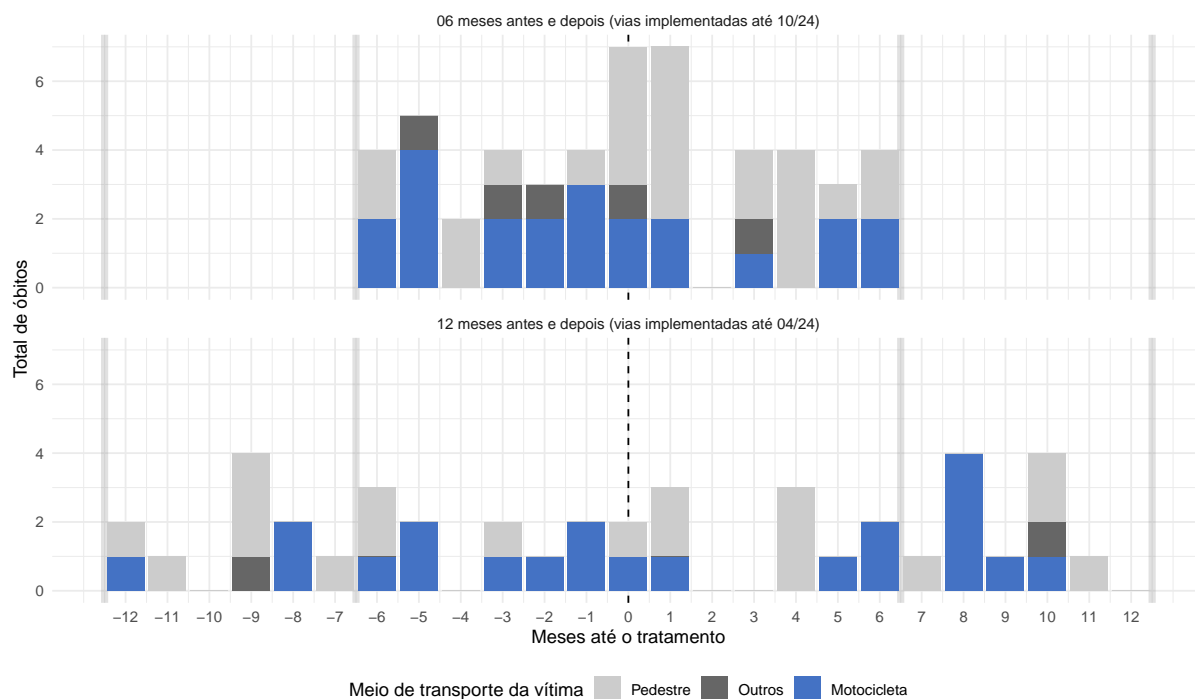 06 meses antes e depois (vias implementadas até 10/24)
6
4
2
0
12 meses antes e depois (vias implementadas até 04/24)
6
4
2
0
Total de óbitos
−12 −11 −10 −9 −8 −7 −6 −5 −4 −3 −2 −1 0 1 2 3 4 5 6 7 8 9 10 11 12
Meses até o tratamento
Meio de transporte da vítima Pedestre Outros Motocicleta